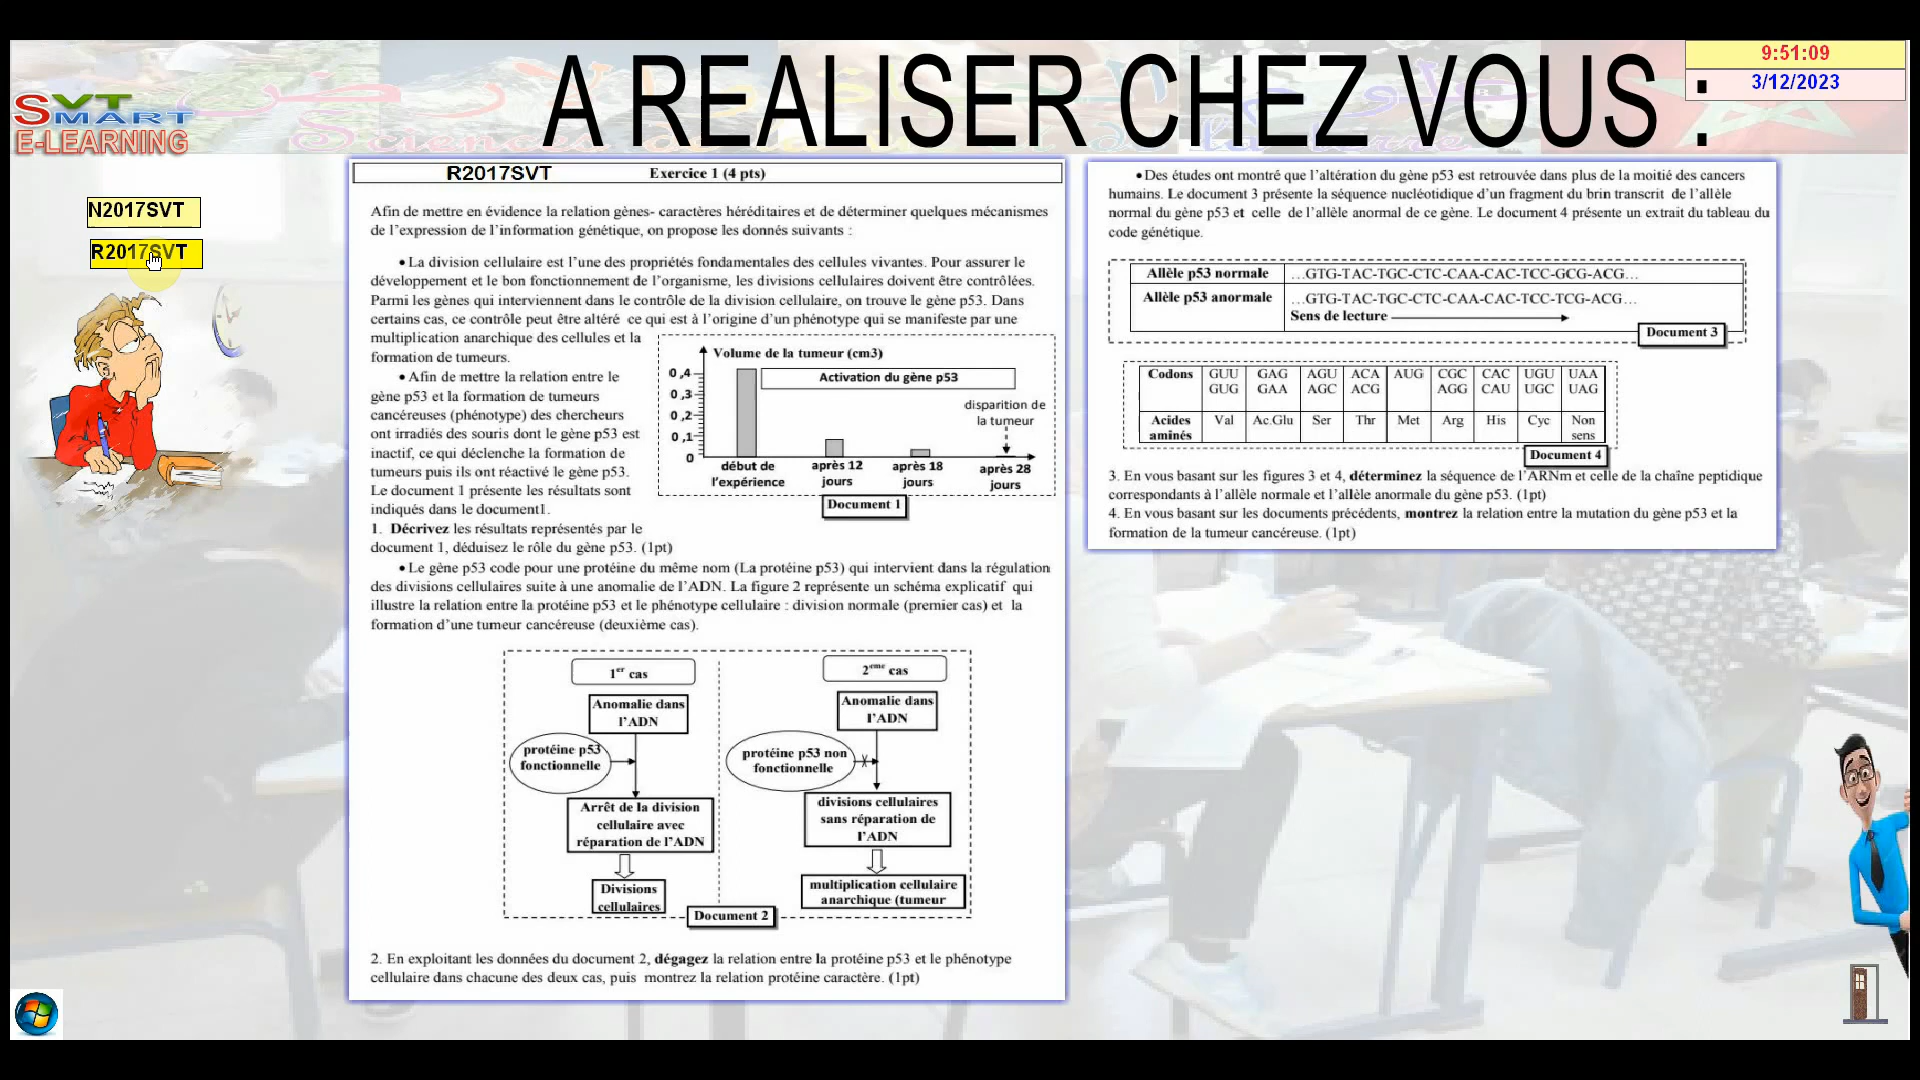 A REALISER CHEZ VOUS :
9:51:09
3/12/2023
SVT
SMART
E-LEARNING
N2017SVT
R2017SVT
R2017SVT Exercice 1 (4 pts)
Afin de mettre en évidence la relation gènes- caractères héréditaires et de déterminer quelques mécanismes
de l'expression de l'information génétique, on propose les donnés suivants :
• La division cellulaire est l'une des propriétés fondamentales des cellules vivantes. Pour assurer le
développement et le bon fonctionnement de l'organisme, les divisions cellulaires doivent être contrôlées.
Parmi les gènes qui interviennent dans le contrôle de la division cellulaire, on trouve le gène p53. Dans
certains cas, ce contrôle peut être altéré ce qui est à l'origine d'un phénotype qui se manifeste par une
multiplication anarchique des cellules et la
formation de tumeurs.
• Afin de mettre la relation entre le
gène p53 et la formation de tumeurs
cancéreuses (phénotype) des chercheurs
ont irradiés des souris dont le gène p53 est
inactif, ce qui déclenche la formation de
tumeurs puis ils ont réactivé le gène p53.
Le document 1 présente les résultats sont
indiqués dans le document1.
Volume de la tumeur (cm3)
Activation du gène p53
0,4
0,3
0,2
0,1
0
disparition de
la tumeur
début de
l'expérience
après 12
jours
après 18
jours
après 28
jours
Document 1
1. Décrivez les résultats représentés par le
document 1, déduisez le rôle du gène p53. (1pt)
• Le gène p53 code pour une protéine du même nom (La protéine p53) qui intervient dans la régulation
des divisions cellulaires suite à une anomalie de l'ADN. La figure 2 représente un schéma explicatif qui
illustre la relation entre la protéine p53 et le phénotype cellulaire : division normale (premier cas) et la
formation d'une tumeur cancéreuse (deuxième cas).
1er cas
Anomalie dans
l'ADN
protéine p53
fonctionnelle
Arrêt de la division
cellulaire avec
réparation de l'ADN
Divisions
cellulaires
2eme cas
Anomalie dans
l'ADN
protéine p53 non
fonctionnelle
divisions cellulaires
sans réparation de
l'ADN
multiplication cellulaire
anarchique (tumeur
Document 2
2. En exploitant les données du document 2, dégagez la relation entre la protéine p53 et le phénotype
cellulaire dans chacune des deux cas, puis montrez la relation protéine caractère. (1pt)
• Des études ont montré que l'altération du gène p53 est retrouvée dans plus de la moitié des cancers
humains. Le document 3 présente la séquence nucléotidique d'un fragment du brin transcrit de l'allèle
normal du gène p53 et celle de l'allèle anormal de ce gène. Le document 4 présente un extrait du tableau du
code génétique.
Allèle p53 normale ...GTG-TAC-TGC-CTC-CAA-CAC-TCC-GCG-ACG...
Allèle p53 anormale ...GTG-TAC-TGC-CTC-CAA-CAC-TCC-TCG-ACG...
Sens de lecture
Document 3
Codons GUU GAG AGU ACA AUG CGC CAC UGU UAA
GUG GAA AGC ACG AGG CAU UGC UAG
Acides Val Ac.Glu Ser Thr Met Arg His Cyc Non
aminés sens
Document 4
3. En vous basant sur les figures 3 et 4, déterminez la séquence de l'ARNm et celle de la chaîne peptidique
correspondants à l'allèle normale et l'allèle anormale du gène p53. (1pt)
4. En vous basant sur les documents précédents, montrez la relation entre la mutation du gène p53 et la
formation de la tumeur cancéreuse. (1pt)